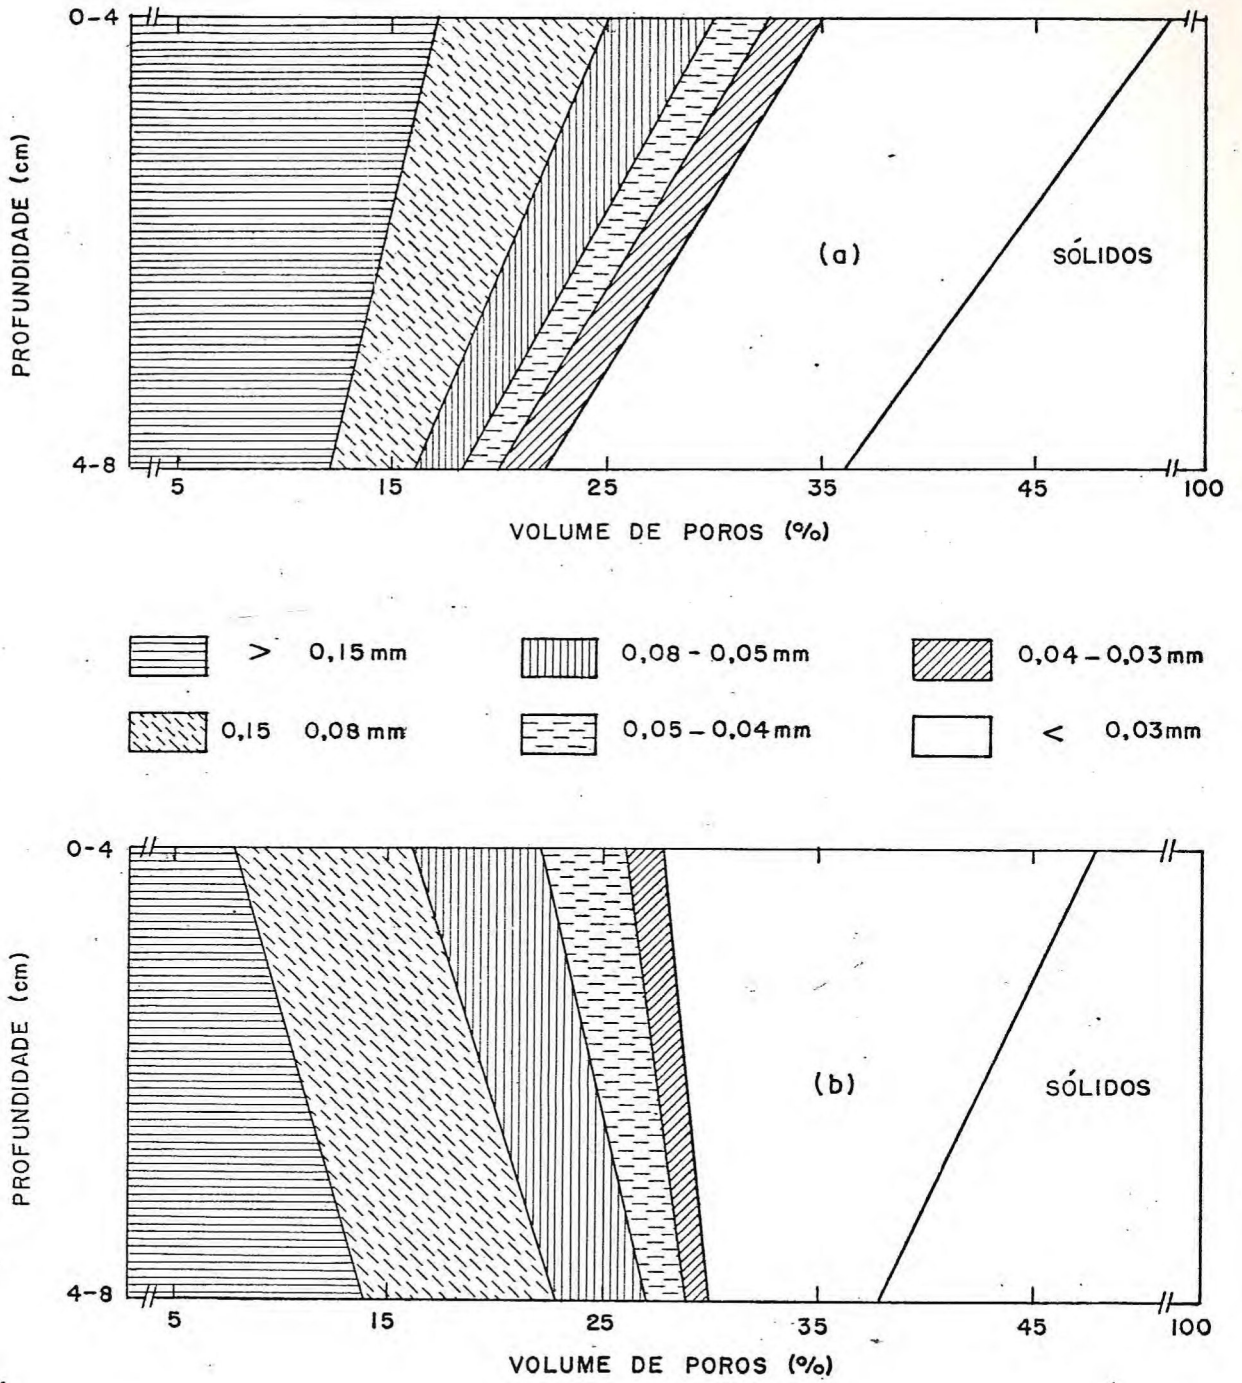 0-4
PROFUNDIDADE (cm)
(a)
SÓLIDOS
4-8
5 15 25 35 45 100
VOLUME DE POROS (%)
> 0,15 mm
0,08 - 0,05 mm
0,04 - 0,03 mm
0,15 0,08 mm
0,05 - 0,04 mm
< 0,03 mm
0-4
PROFUNDIDADE (cm)
(b)
SÓLIDOS
4-8
5 15 25 35 45 100
VOLUME DE POROS (%)